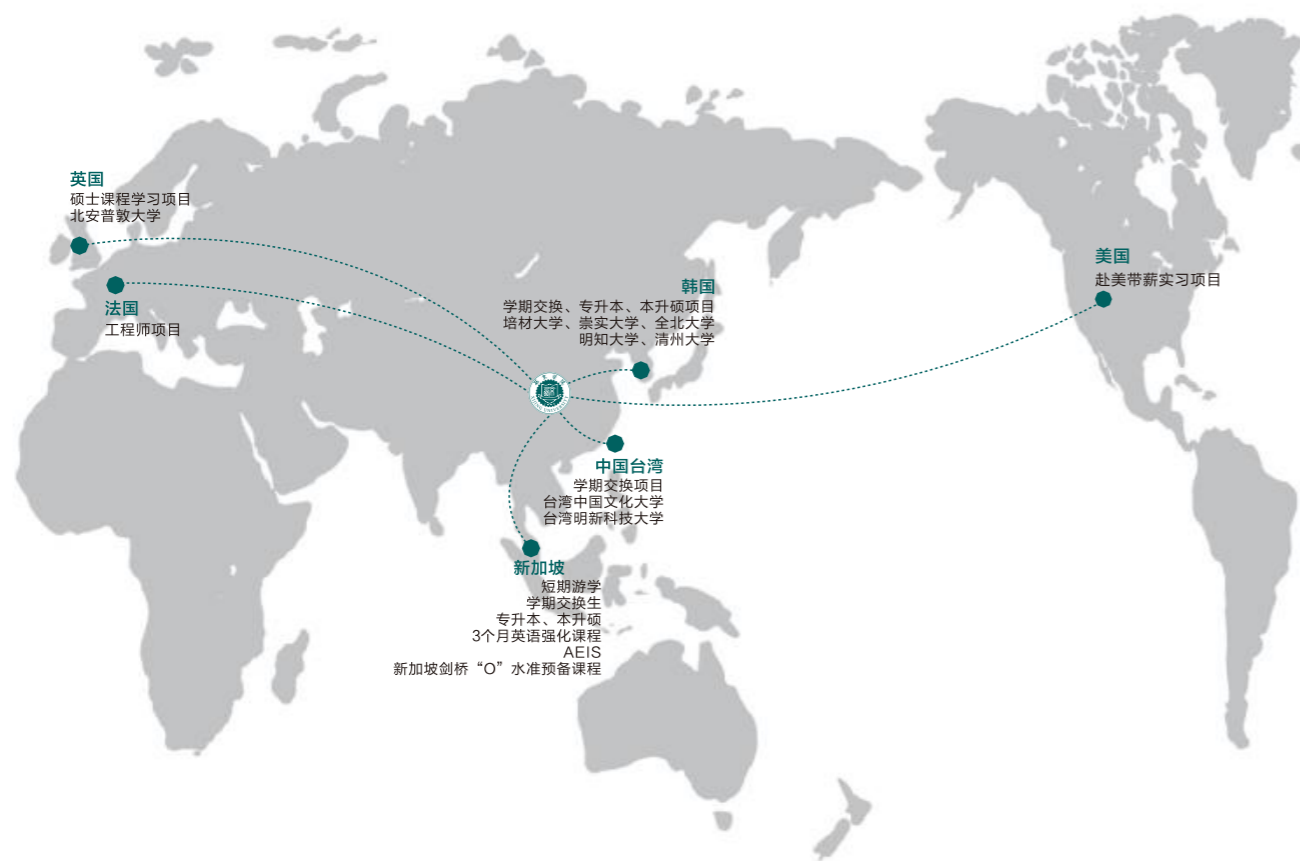 英国
硕士课程学习项目
北安普敦大学
法国
工程师项目
韩国
学期交换、专升本、本升硕项目
培材大学、崇实大学、全北大学
明知大学、清州大学
美国
赴美带薪实习项目
中国台湾
学期交换项目
台湾中国文化大学
台湾明新科技大学
新加坡
短期游学
学期交换生
专升本、本升硕
3个月英语强化课程
AEIS
新加坡剑桥“O”水准预备课程